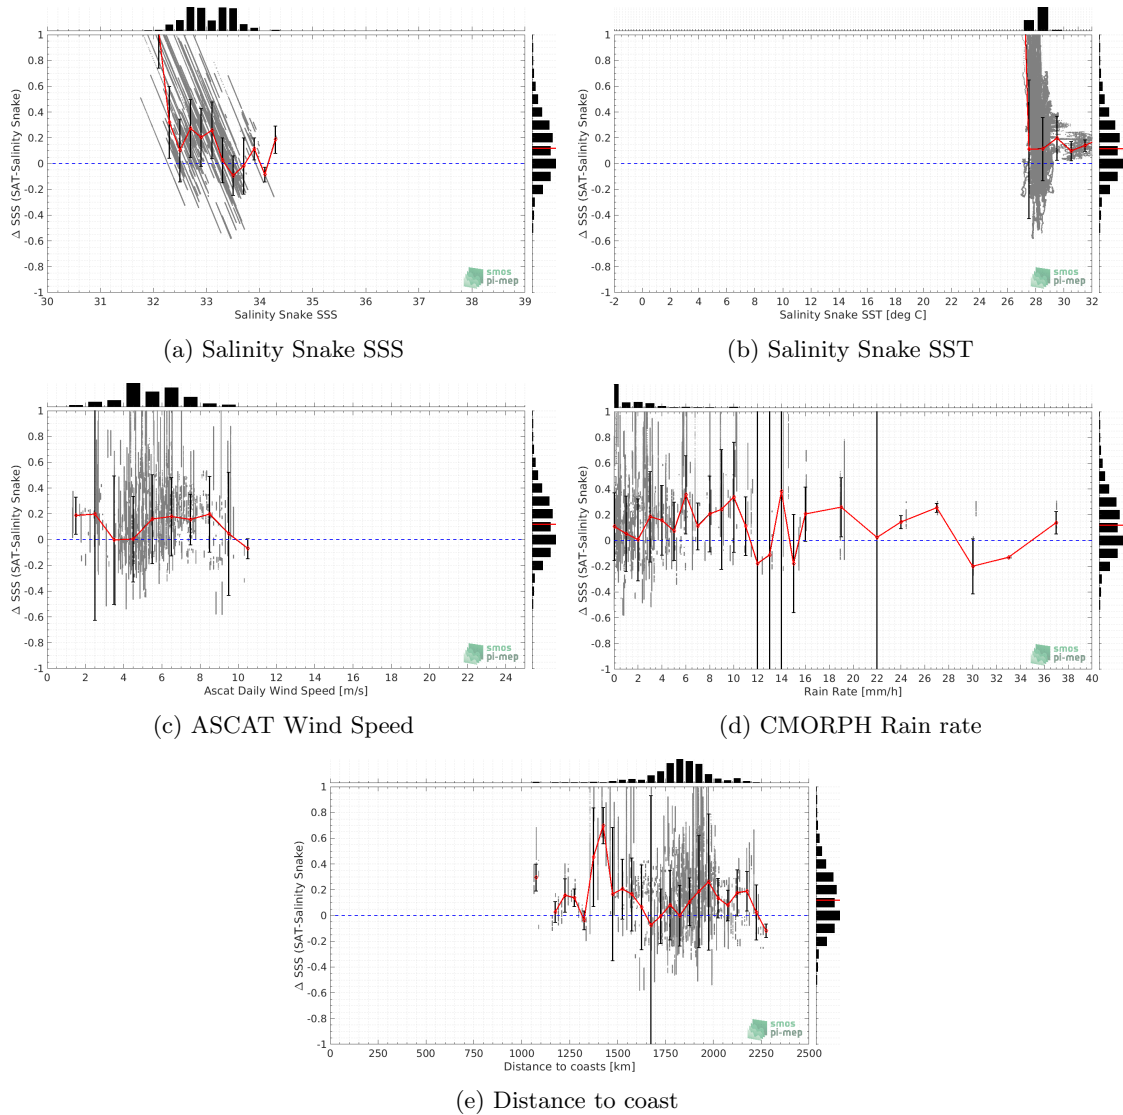 1
0.8
0.6
0.4
0.2
0
-0.2
-0.4
-0.6
-0.8
-1
Δ SSS (SAT-Salinity Snake)
smos
pi-mep
30 31 32 33 34 35 36 37 38 39
Salinity Snake SSS
(a) Salinity Snake SSS
1
0.8
0.6
0.4
0.2
0
-0.2
-0.4
-0.6
-0.8
-1
Δ SSS (SAT-Salinity Snake)
smos
pi-mep
-2 0 2 4 6 8 10 12 14 16 18 20 22 24 26 28 30 32
Salinity Snake SST [deg C]
(b) Salinity Snake SST
1
0.8
0.6
0.4
0.2
0
-0.2
-0.4
-0.6
-0.8
-1
Δ SSS (SAT-Salinity Snake)
smos
pi-mep
0 2 4 6 8 10 12 14 16 18 20 22 24
Ascat Daily Wind Speed [m/s]
(c) ASCAT Wind Speed
1
0.8
0.6
0.4
0.2
0
-0.2
-0.4
-0.6
-0.8
-1
Δ SSS (SAT-Salinity Snake)
smos
pi-mep
0 2 4 6 8 10 12 14 16 18 20 22 24 26 28 30 32 34 36 38 40
Rain Rate [mm/h]
(d) CMORPH Rain rate
1
0.8
0.6
0.4
0.2
0
-0.2
-0.4
-0.6
-0.8
-1
Δ SSS (SAT-Salinity Snake)
smos
pi-mep
0 250 500 750 1000 1250 1500 1750 2000 2250 2500
Distance to coasts [km]
(e) Distance to coast